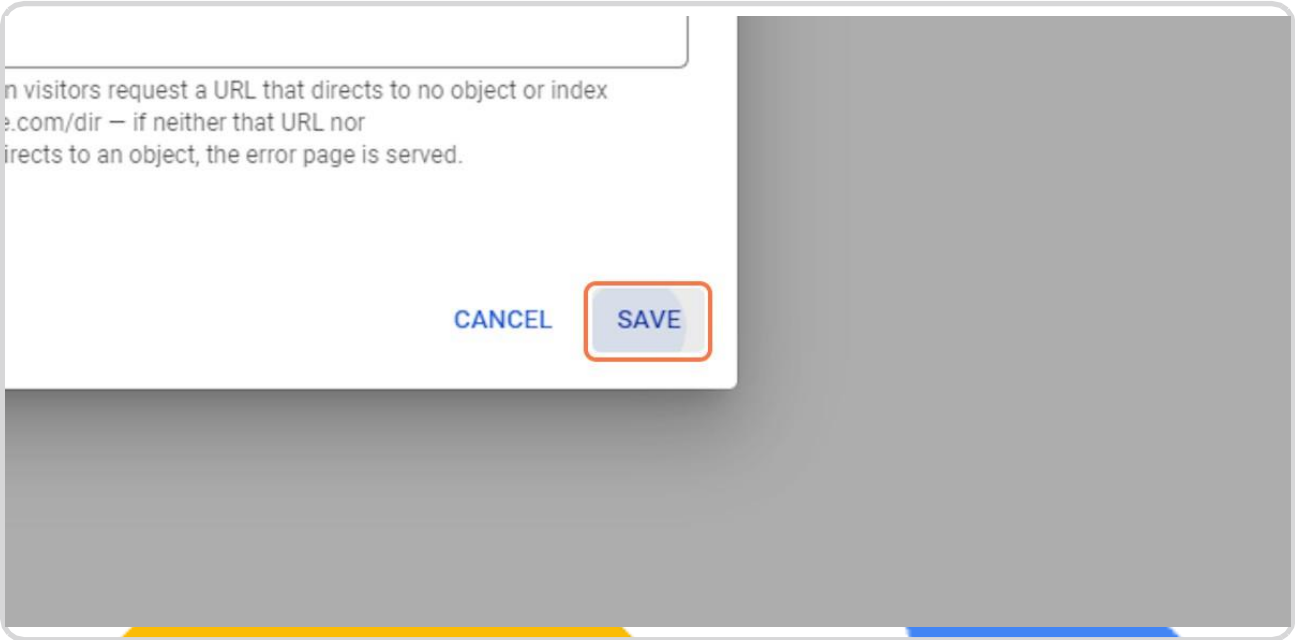 n visitors request a URL that directs to no object or index
e.com/dir — if neither that URL nor
irects to an object, the error page is served.
CANCEL SAVE